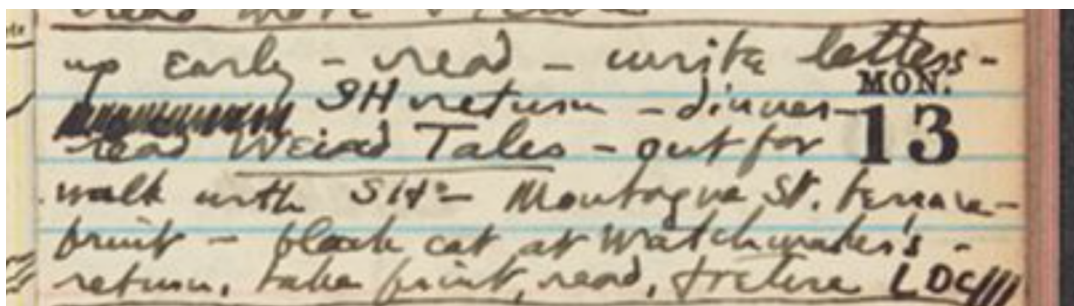 up early - read - write letters -
SH return - dinner -
MON.
13
read Weird Tales - out for
walk with SH - Montague St. terrace -
fruit - black cat at watchmaker's -
return, take fruit, read, & retire